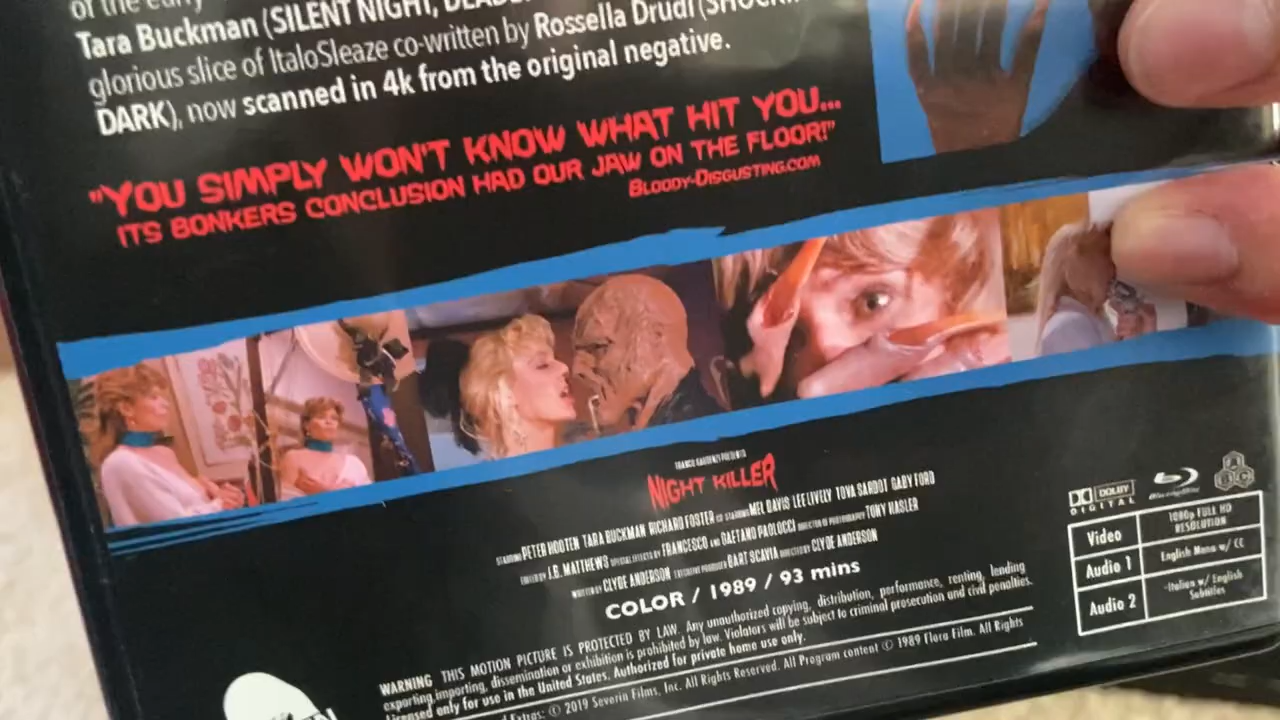 of the early
Tara Buckman (SILENT NIGHT,
glorious slice of ItaloSleaze co-written by Rossella Drudi (SHOCKING
DARK), now scanned in 4k from the original negative.
"YOU SIMPLY WON'T KNOW WHAT HIT YOU...
ITS BONKERS CONCLUSION HAD OUR JAW ON THE FLOOR!"
BLOODY-DISGUSTING.COM
NIGHT KILLER
STARRING PETER HOOTEN TARA BUCKMAN RICHARD FOSTER CO STARRING MEL DAVIS LEE LIVELY TOVA SARDOT GABY FORD
EDITED BY J.B. MATTHEWS SPECIAL EFFECTS BY FRANCESCO AND GAETANO PAOLOCCI DIRECTOR OF PHOTOGRAPHY TONY HASLER
WRITTEN BY CLYDE ANDERSON EXECUTIVE PRODUCER BART SCAVIA DIRECTED BY CLYDE ANDERSON
COLOR / 1989 / 93 mins
WARNING THIS MOTION PICTURE IS PROTECTED BY LAW. Any unauthorized copying, distribution, performance, renting, lending
exporting,importing, dissemination or exhibition is prohibited by law. Violators will be subject to criminal prosecution and civil penalties.
Licensed only for use in the United States. Authorized for private home use only.
Extras: © 2019 Severin Films, Inc. All Rights Reserved. All Program content © 1989 Flora Film. All Rights
DOLBY
DIGITAL
Blu-ray Disc
ABC
Video 1080p FULL HD
RESOLUTION
Audio 1 English Mono w/ CC
Audio 2 -Italian w/ English
Subtitles